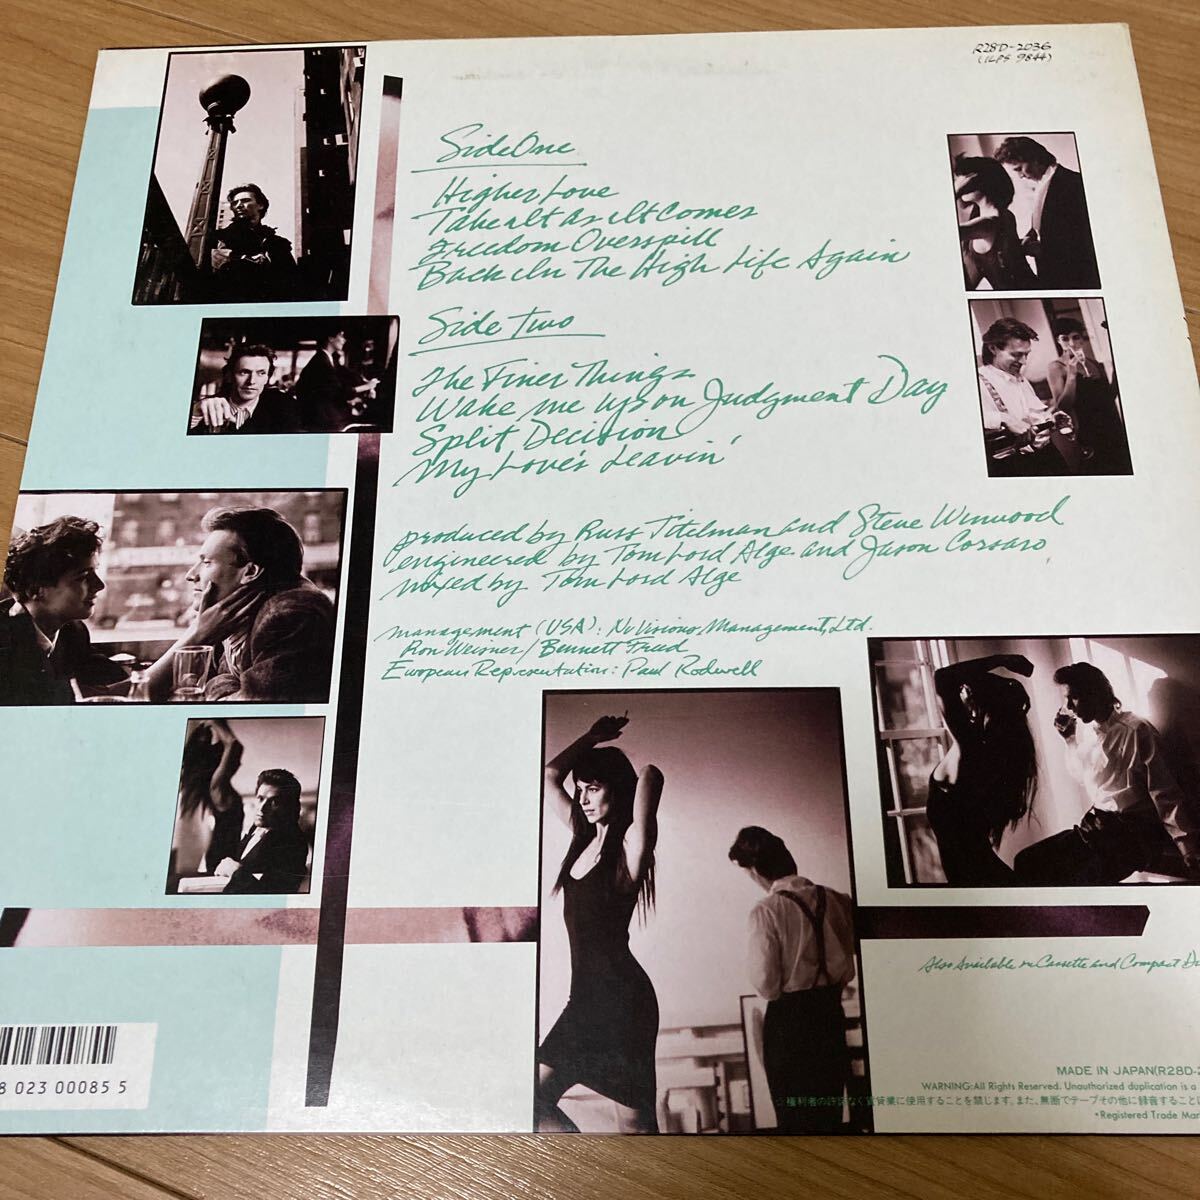 R28D-2036
(ILPS 9844)
Side One
Higher Love
Take It As It Comes
Freedom Overspill
Back In The High Life Again
Side Two
The Finer Things
Wake me up on Judgment Day
Split Decision
My Love's Leavin'
produced by Russ Titelman and Steve Winwood
engineered by Tom Lord Alge and Jason Corsaro
mixed by Tom Lord Alge
management (USA): No Visions Management, Ltd.
Ron Weisner/Bennett Freed
European Representation: Paul Rodwell
Also Available on Cassette and Compact
8 023 00085 5
MADE IN JAPAN(R28D-2
WARNING:All Rights Reserved. Unauthorized duplication is a
☆権利者の許諾なく賃貸業に使用することを禁じます。また、無断でテープその他に録音することに
*Registered Trade Mar